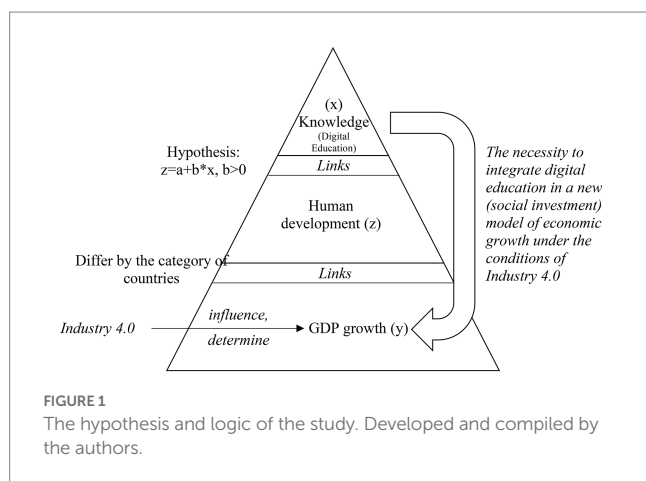 (x)
Knowledge
(Digital
Education)
Hypothesis:
z=a+b*x, b>0
Links
Human
development (z)
Differ by the category of
countries
Links
Industry 4.0
influence,
determine
GDP growth (y)
The necessity to
integrate digital
education in a new
(social investment)
model of economic
growth under the
conditions of
Industry 4.0
FIGURE 1
The hypothesis and logic of the study. Developed and compiled by
the authors.